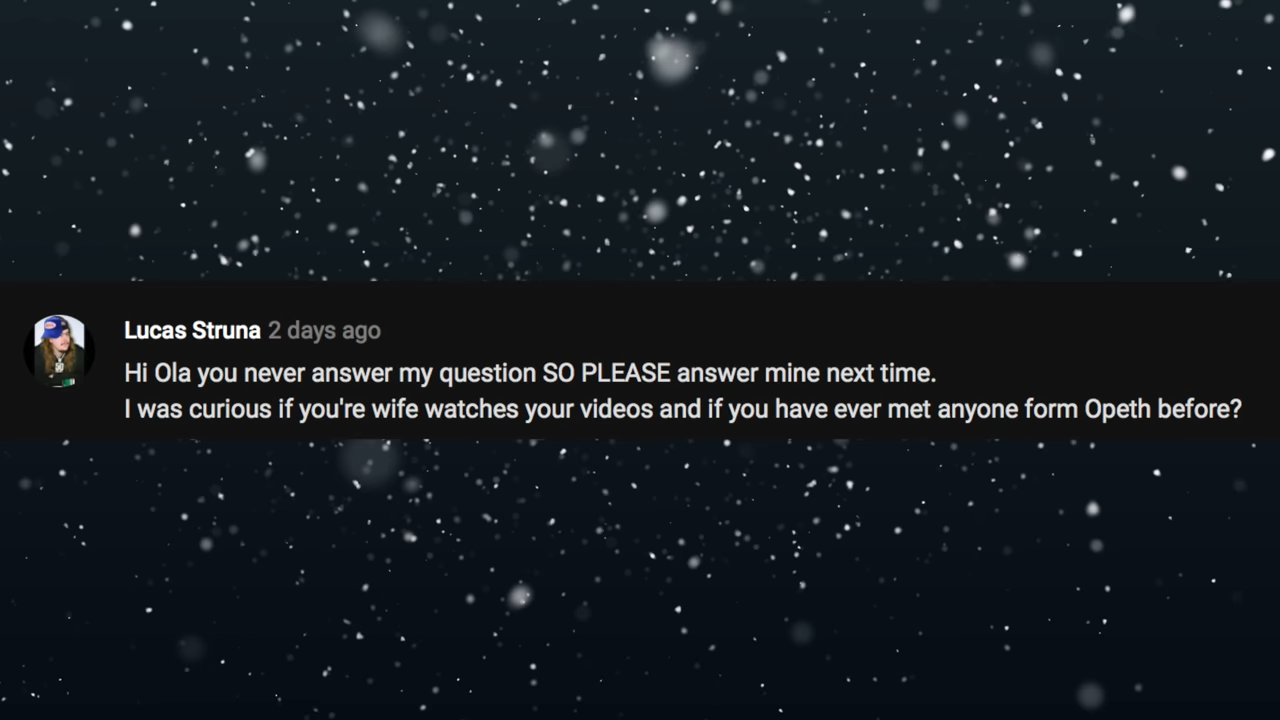 Lucas Struna 2 days ago
Hi Ola you never answer my question SO PLEASE answer mine next time.
I was curious if you're wife watches your videos and if you have ever met anyone form Opeth before?